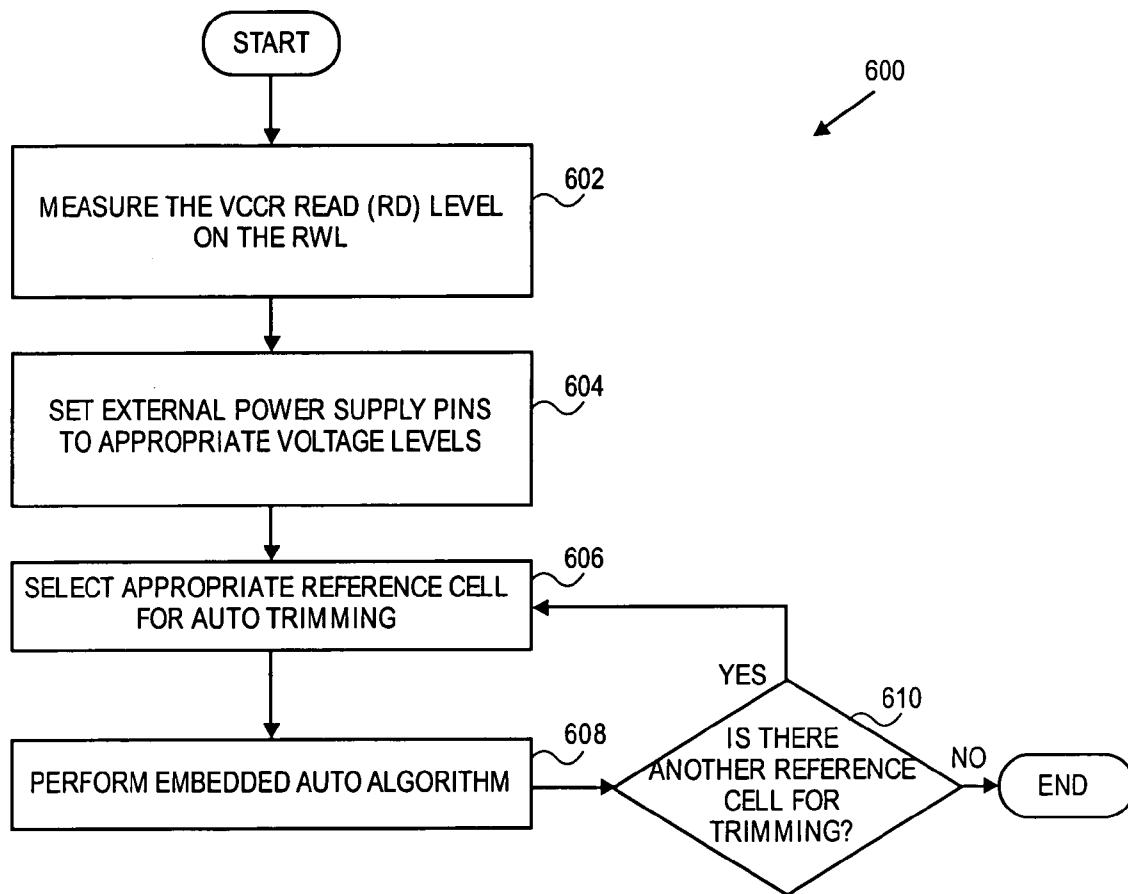 START
600
602
MEASURE THE VCCR READ (RD) LEVEL
ON THE RWL
604
SET EXTERNAL POWER SUPPLY PINS
TO APPROPRIATE VOLTAGE LEVELS
606
SELECT APPROPRIATE REFERENCE CELL
FOR AUTO TRIMMING
608
PERFORM EMBEDDED AUTO ALGORITHM
YES
610
IS THERE
ANOTHER REFERENCE
CELL FOR
TRIMMING?
NO
END